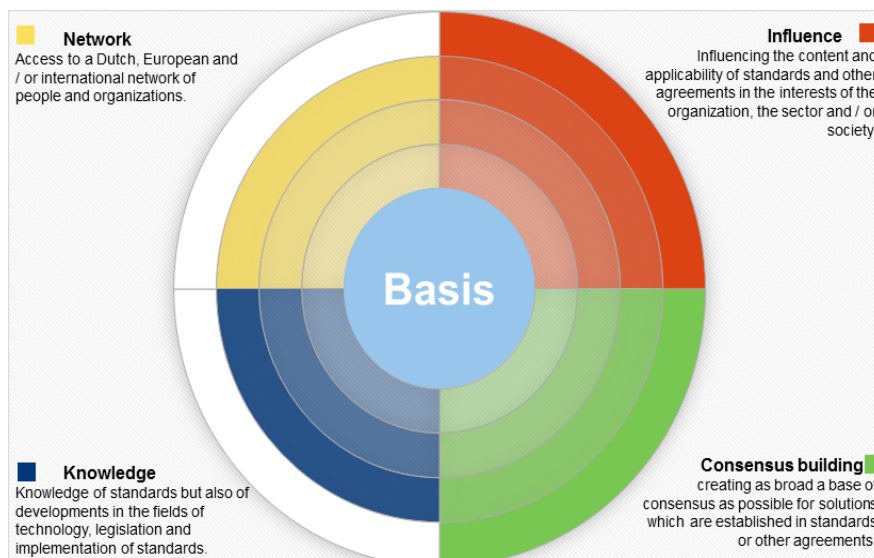 Network
Access to a Dutch, European and
/ or international network of
people and organizations.
Influence
Influencing the content and
applicability of standards and other
agreements in the interests of the
organization, the sector and / or
society
Basis
Knowledge
Knowledge of standards but also of
developments in the fields of
technology, legislation and
implementation of standards.
Consensus building
creating as broad a base of
consensus as possible for solutions
which are established in standards
or other agreements